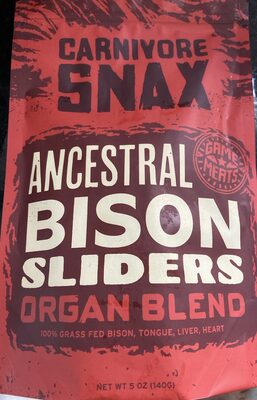 CARNIVORE
SNAX
ANCESTRAL
GAME
MEATS
BISON
SLIDERS
ORGAN BLEND
100% GRASS FED BISON, TONGUE, LIVER, HEART
NET WT 5 OZ (140G)